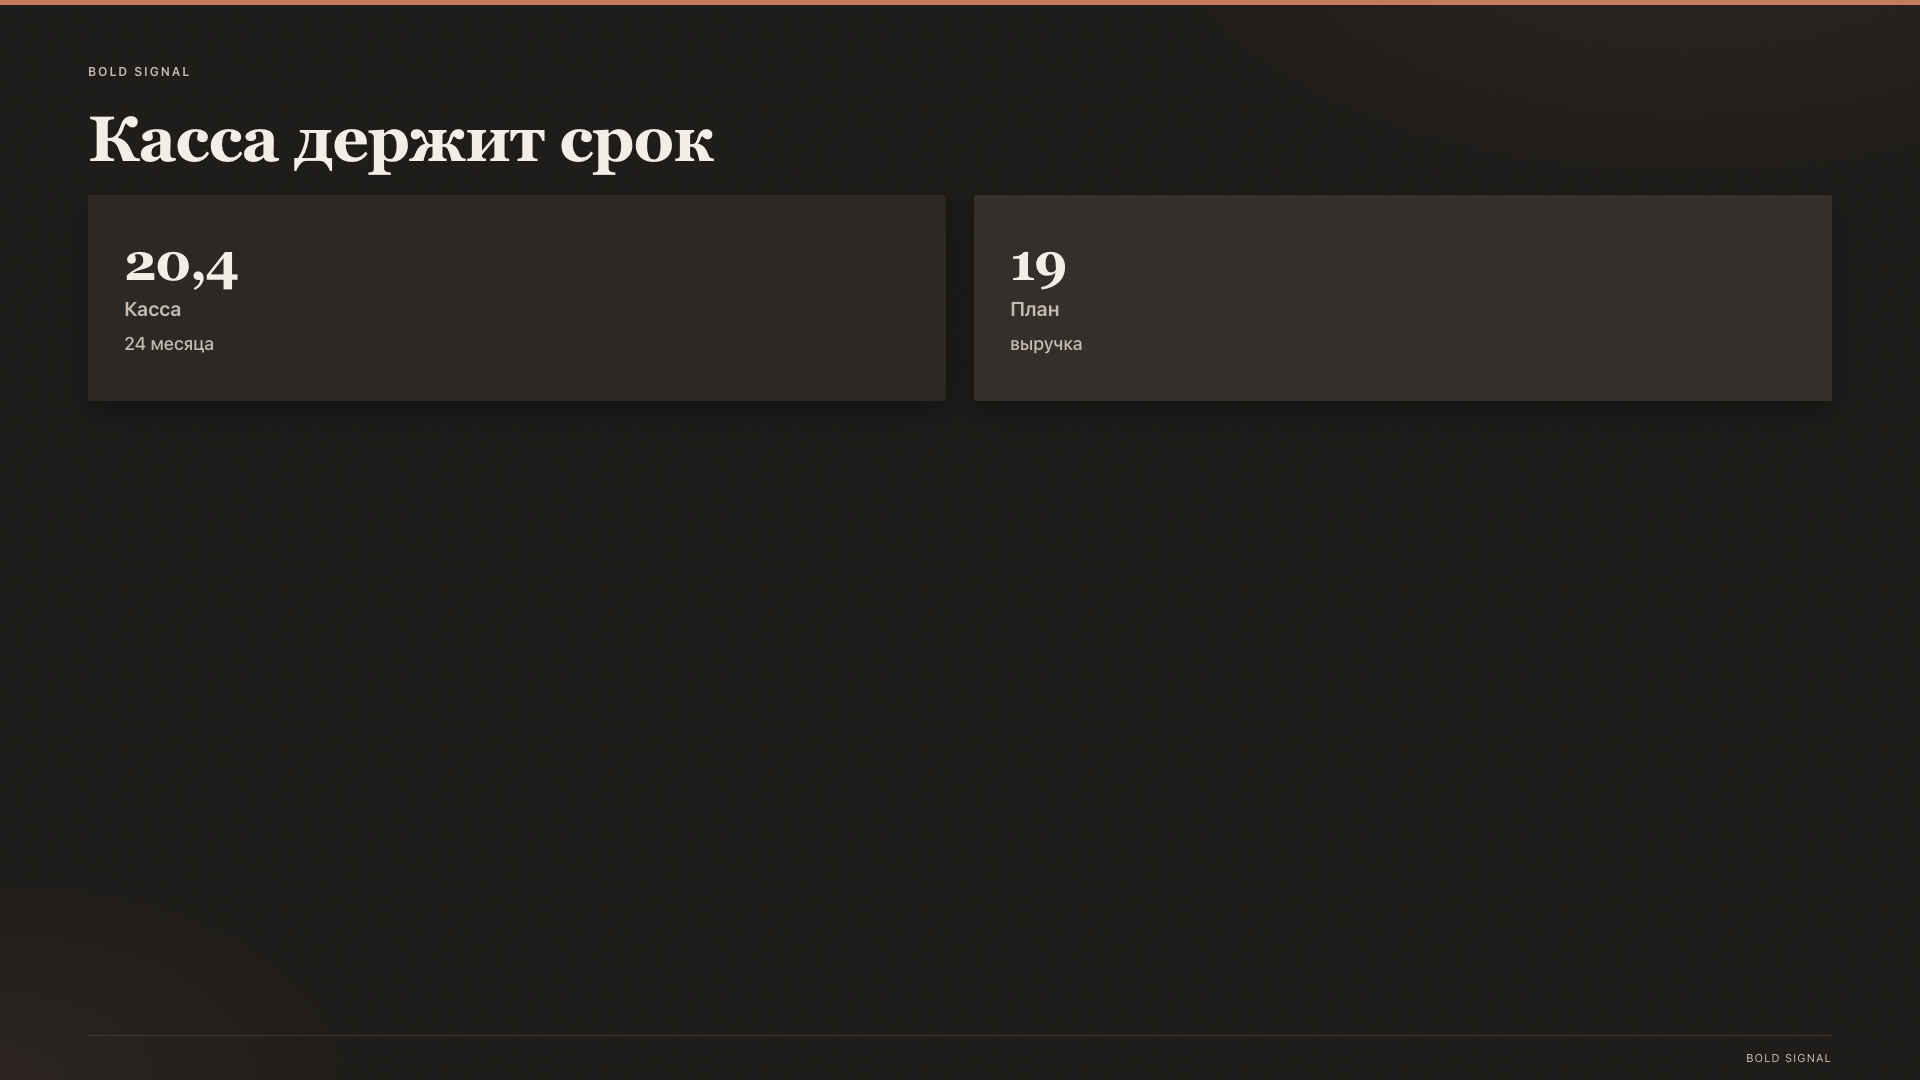 BOLD SIGNAL
Касса держит срок
20,4
Касса
24 месяца
19
План
выручка
BOLD SIGNAL